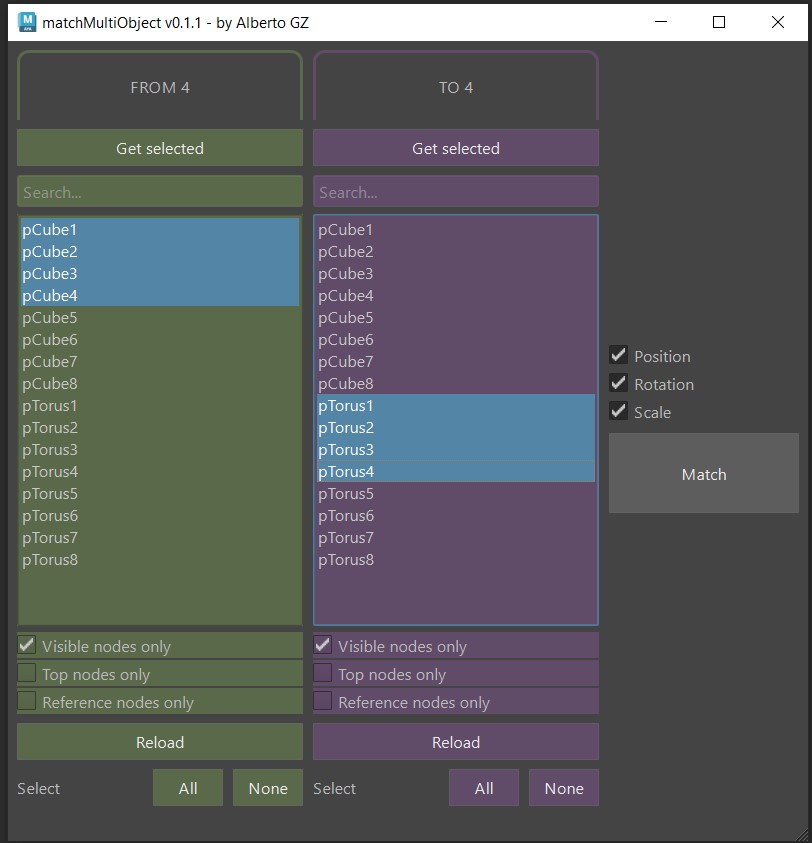 matchMultiObject v0.1.1 - by Alberto GZ
FROM 4
Get selected
Search...
pCube1
pCube2
pCube3
pCube4
pCube5
pCube6
pCube7
pCube8
pTorus1
pTorus2
pTorus3
pTorus4
pTorus5
pTorus6
pTorus7
pTorus8
Visible nodes only
Top nodes only
Reference nodes only
Reload
Select
All
None
TO 4
Get selected
Search...
pCube1
pCube2
pCube3
pCube4
pCube5
pCube6
pCube7
pCube8
pTorus1
pTorus2
pTorus3
pTorus4
pTorus5
pTorus6
pTorus7
pTorus8
Visible nodes only
Top nodes only
Reference nodes only
Reload
Select
All
None
Position
Rotation
Scale
Match